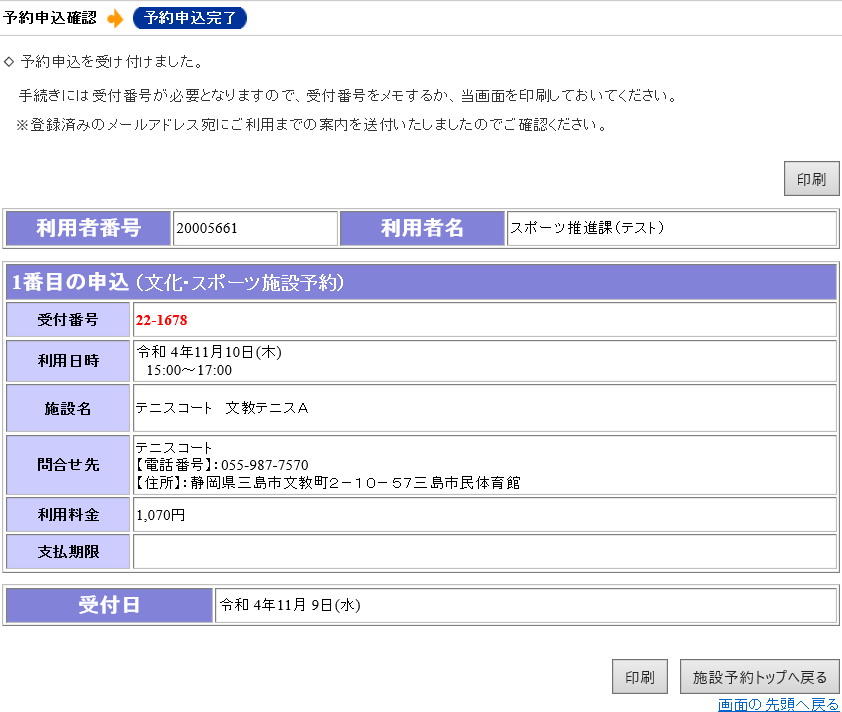 予約申込確認 予約申込完了
◇ 予約申込を受け付けました。
手続きには受付番号が必要となりますので、受付番号をメモするか、当画面を印刷しておいてください。
※登録済みのメールアドレス宛にご利用までの案内を送付いたしましたのでご確認ください。
印刷
利用者番号 20005661 利用者名 スポーツ推進課(テスト)
1番目の申込 (文化・スポーツ施設予約)
受付番号 22-1678
利用日時 令和 4年11月10日(木)
15:00～17:00
施設名 テニスコート 文教テニスA
問合せ先 テニスコート
【電話番号】:055-987-7570
【住所】:静岡県三島市文教町2－10－57三島市民体育館
利用料金 1,070円
支払期限
受付日 令和 4年11月 9日(水)
印刷 施設予約トップへ戻る
画面の先頭へ戻る